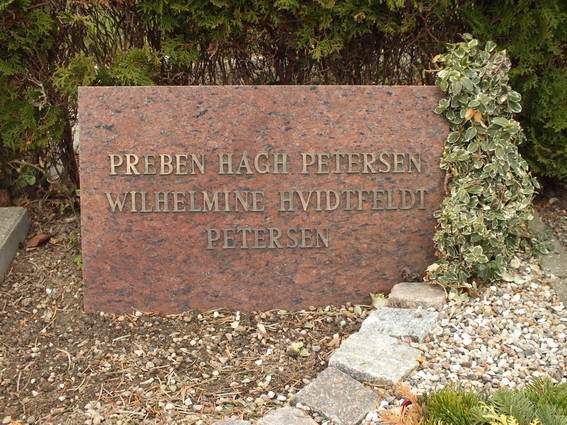 PREBEN HAGH PETERSEN
WILHELMINE HVIDTFELDT
PETERSEN